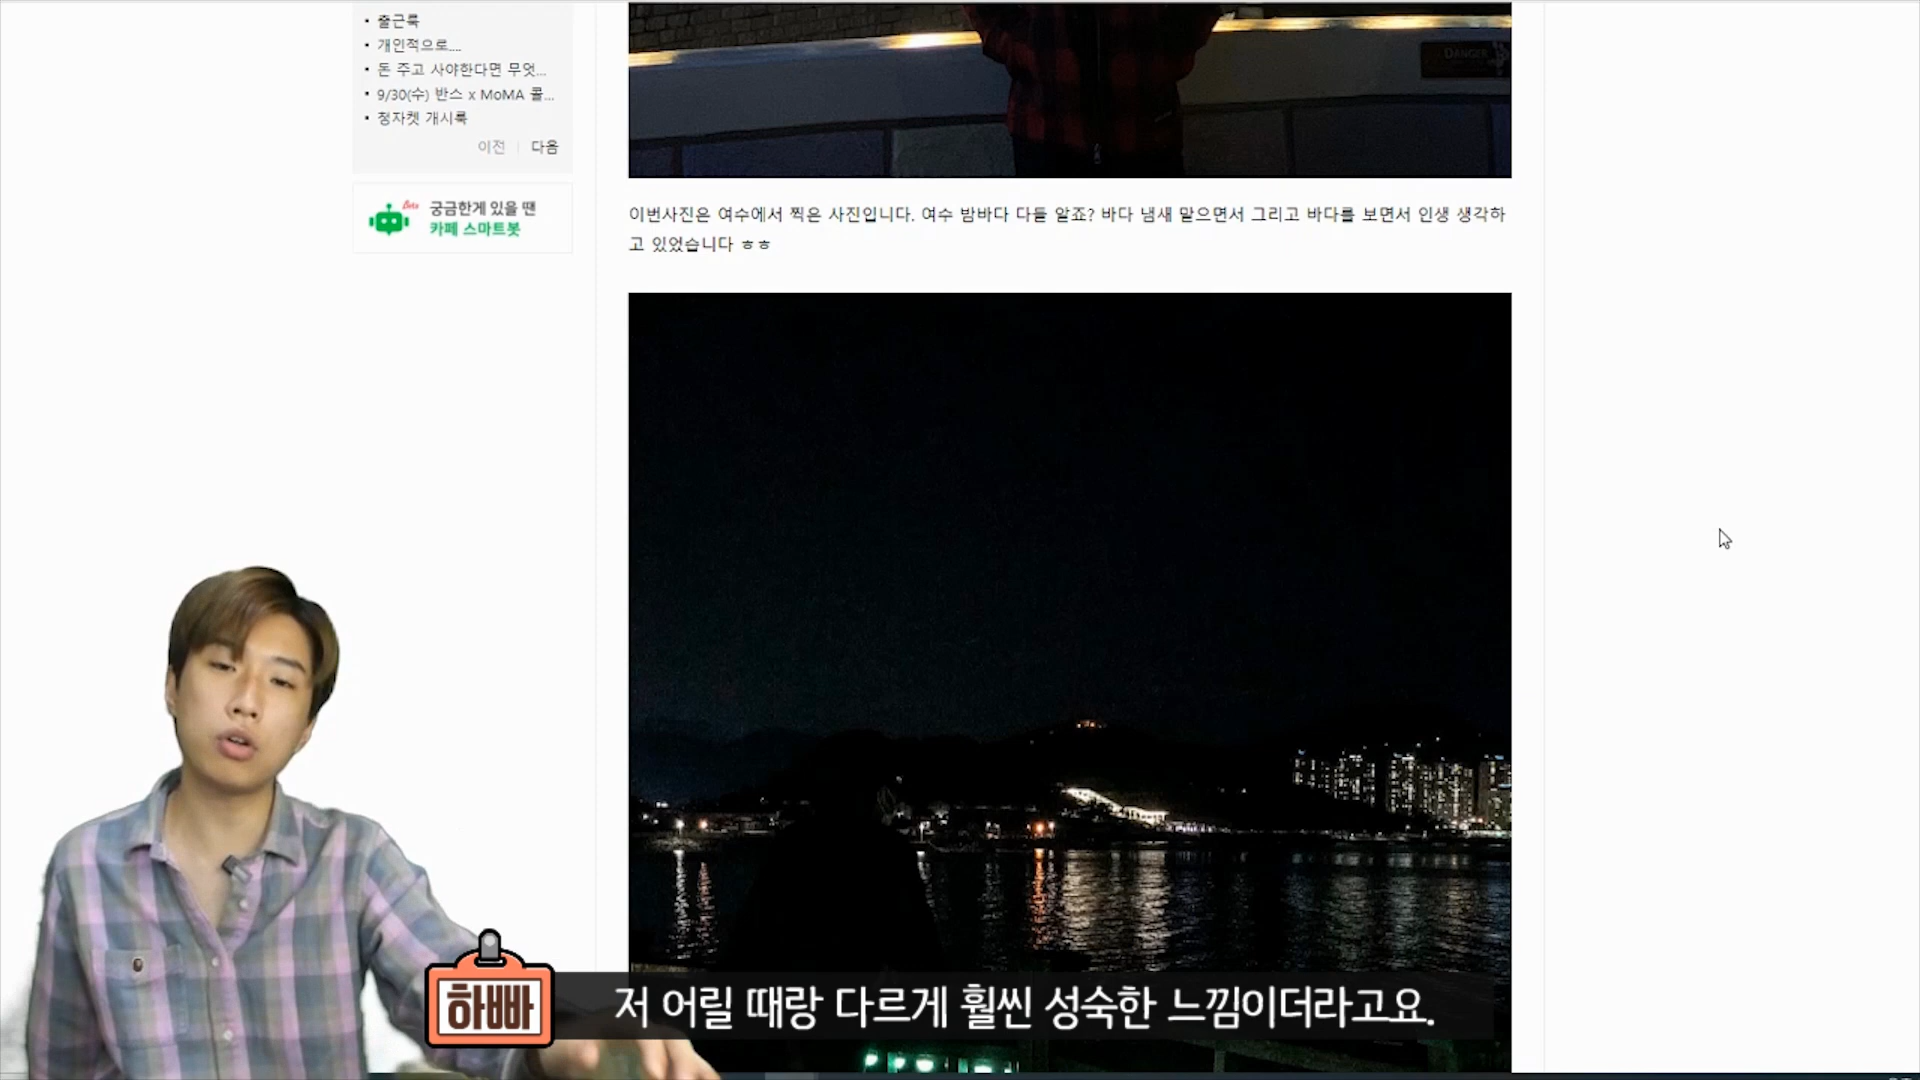 출근룩
개인적으로....
돈 주고 사야한다면 무엇...
9/30(수) 반스 x MoMA 콜...
청자켓 개시룩
이전 다음
Beta
궁금한게 있을 땐
카페 스마트봇
DANGER
이번사진은 여수에서 찍은 사진입니다. 여수 밤바다 다들 알죠? 바다 냄새 맡으면서 그리고 바다를 보면서 인생 생각하
고 있었습니다 ㅎㅎ
하빠
저 어릴 때랑 다르게 훨씬 성숙한 느낌이더라고요.